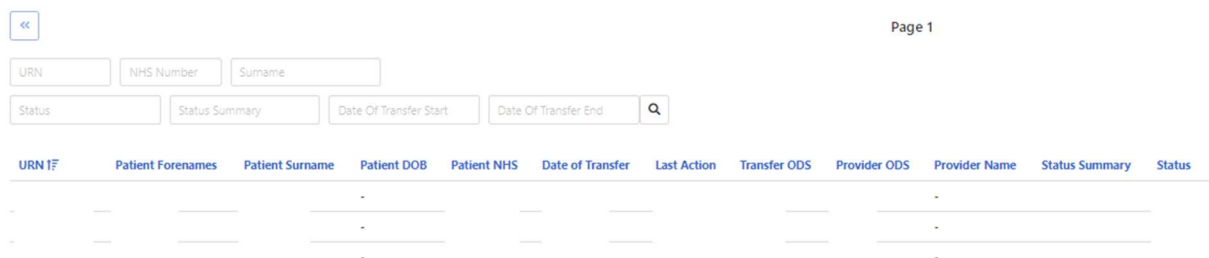 «
Page 1
URN NHS Number Surname
Status Status Summary Date Of Transfer Start Date Of Transfer End
URN Patient Forenames Patient Surname Patient DOB Patient NHS Date of Transfer Last Action Transfer ODS Provider ODS Provider Name Status Summary Status
- -
- -
- -